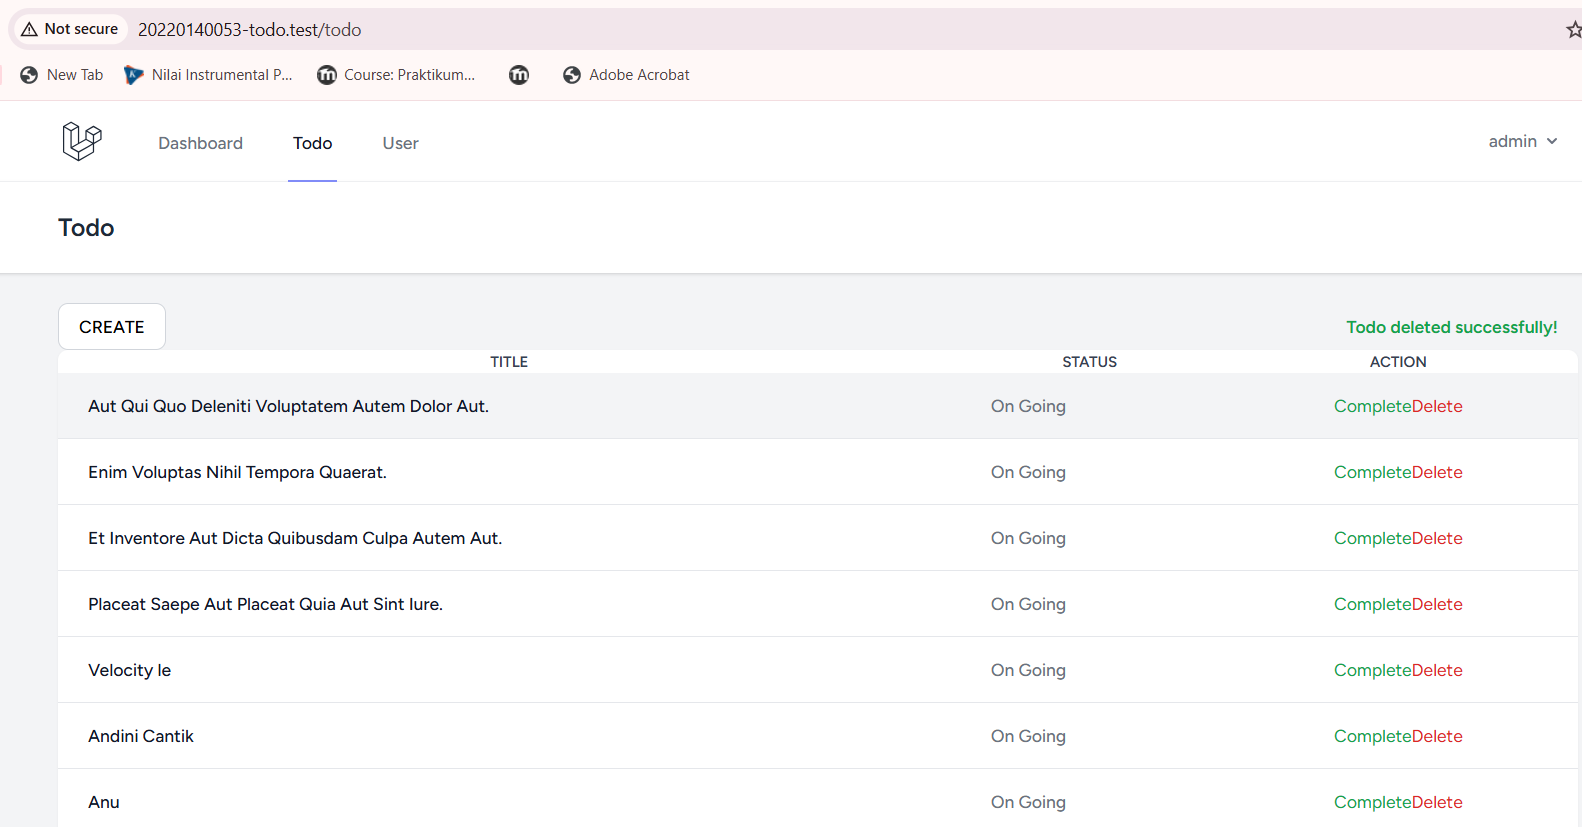 Not secure 20220140053-todo.test/todo
New Tab Nilai Instrumental P... Course: Praktikum... Adobe Acrobat
Dashboard Todo User admin
Todo
CREATE Todo deleted successfully!
TITLE STATUS ACTION
Aut Qui Quo Deleniti Voluptatem Autem Dolor Aut. On Going CompleteDelete
Enim Voluptas Nihil Tempora Quaerat. On Going CompleteDelete
Et Inventore Aut Dicta Quibusdam Culpa Autem Aut. On Going CompleteDelete
Placeat Saepe Aut Placeat Quia Aut Sint Iure. On Going CompleteDelete
Velocity Ie On Going CompleteDelete
Andini Cantik On Going CompleteDelete
Anu On Going CompleteDelete